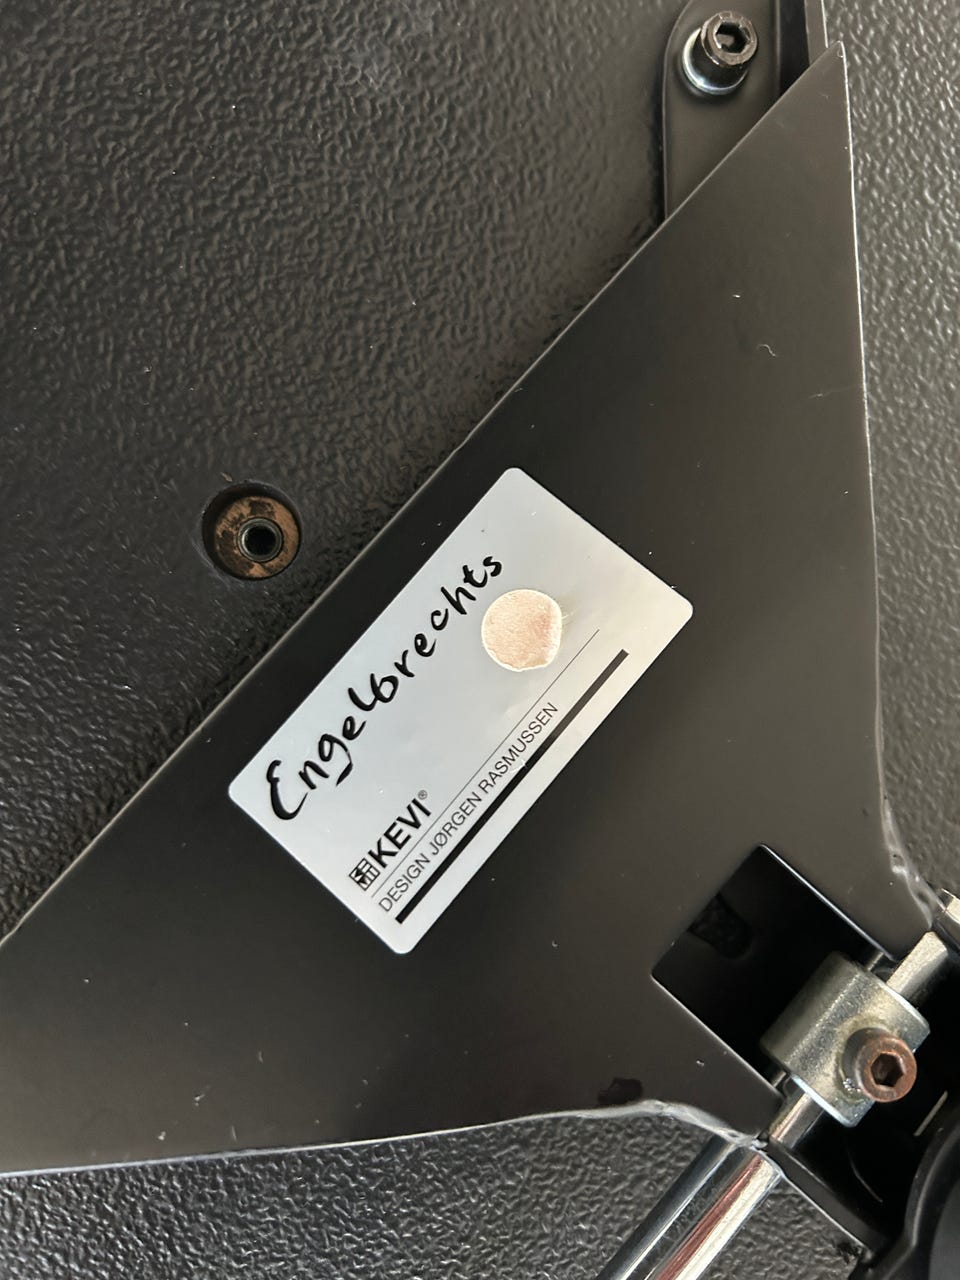 Engelbrechts
KEVI®
DESIGN JØRGEN RASMUSSEN